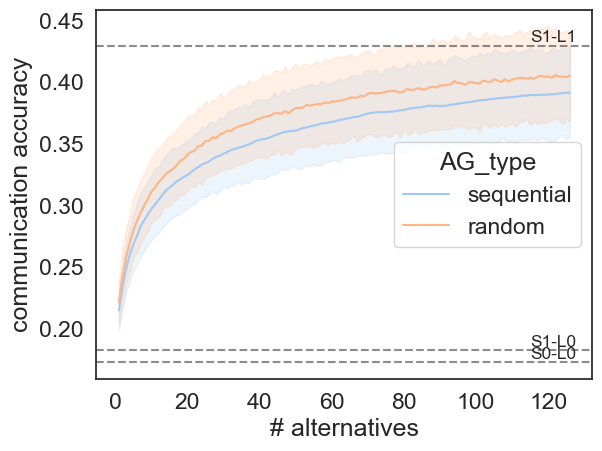 communication accuracy
0.45
0.40
0.35
0.30
0.25
0.20
S1-L1
AG_type
sequential
random
S1-L0
S0-L0
0 20 40 60 80 100 120
# alternatives